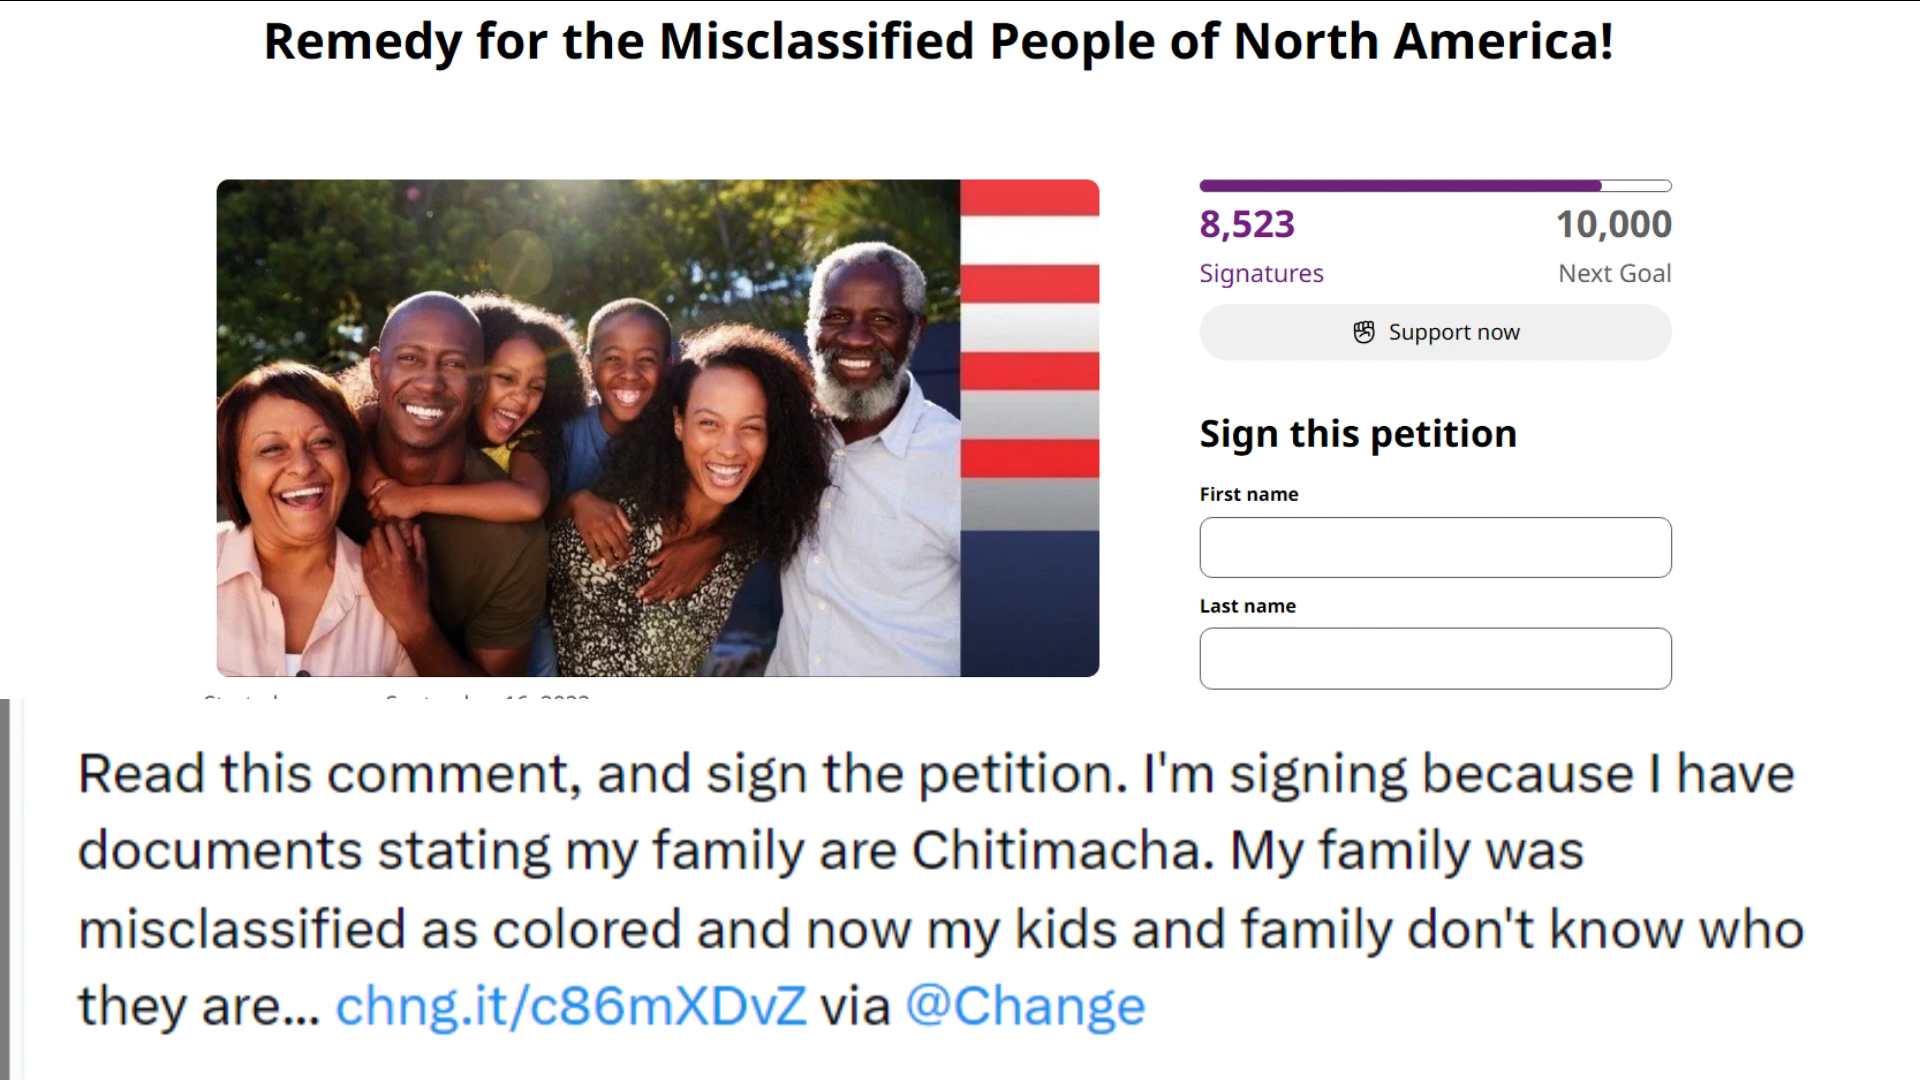 Remedy for the Misclassified People of North America!
8,523
10,000
Signatures
Next Goal
Support now
Sign this petition
First name
Last name
Read this comment, and sign the petition. I'm signing because I have
documents stating my family are Chitimacha. My family was
misclassified as colored and now my kids and family don't know who
they are... chng.it/c86mXDvZ via @Change